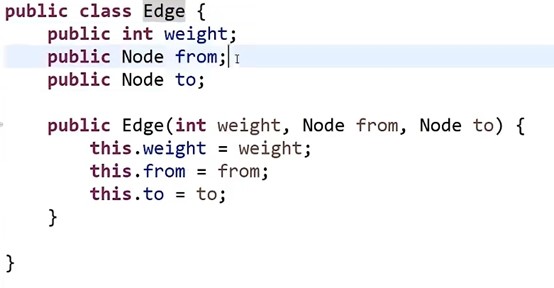 public class Edge {
    public int weight;
    public Node from;
    public Node to;

    public Edge(int weight, Node from, Node to) {
        this.weight = weight;
        this.from = from;
        this.to = to;
    }

}